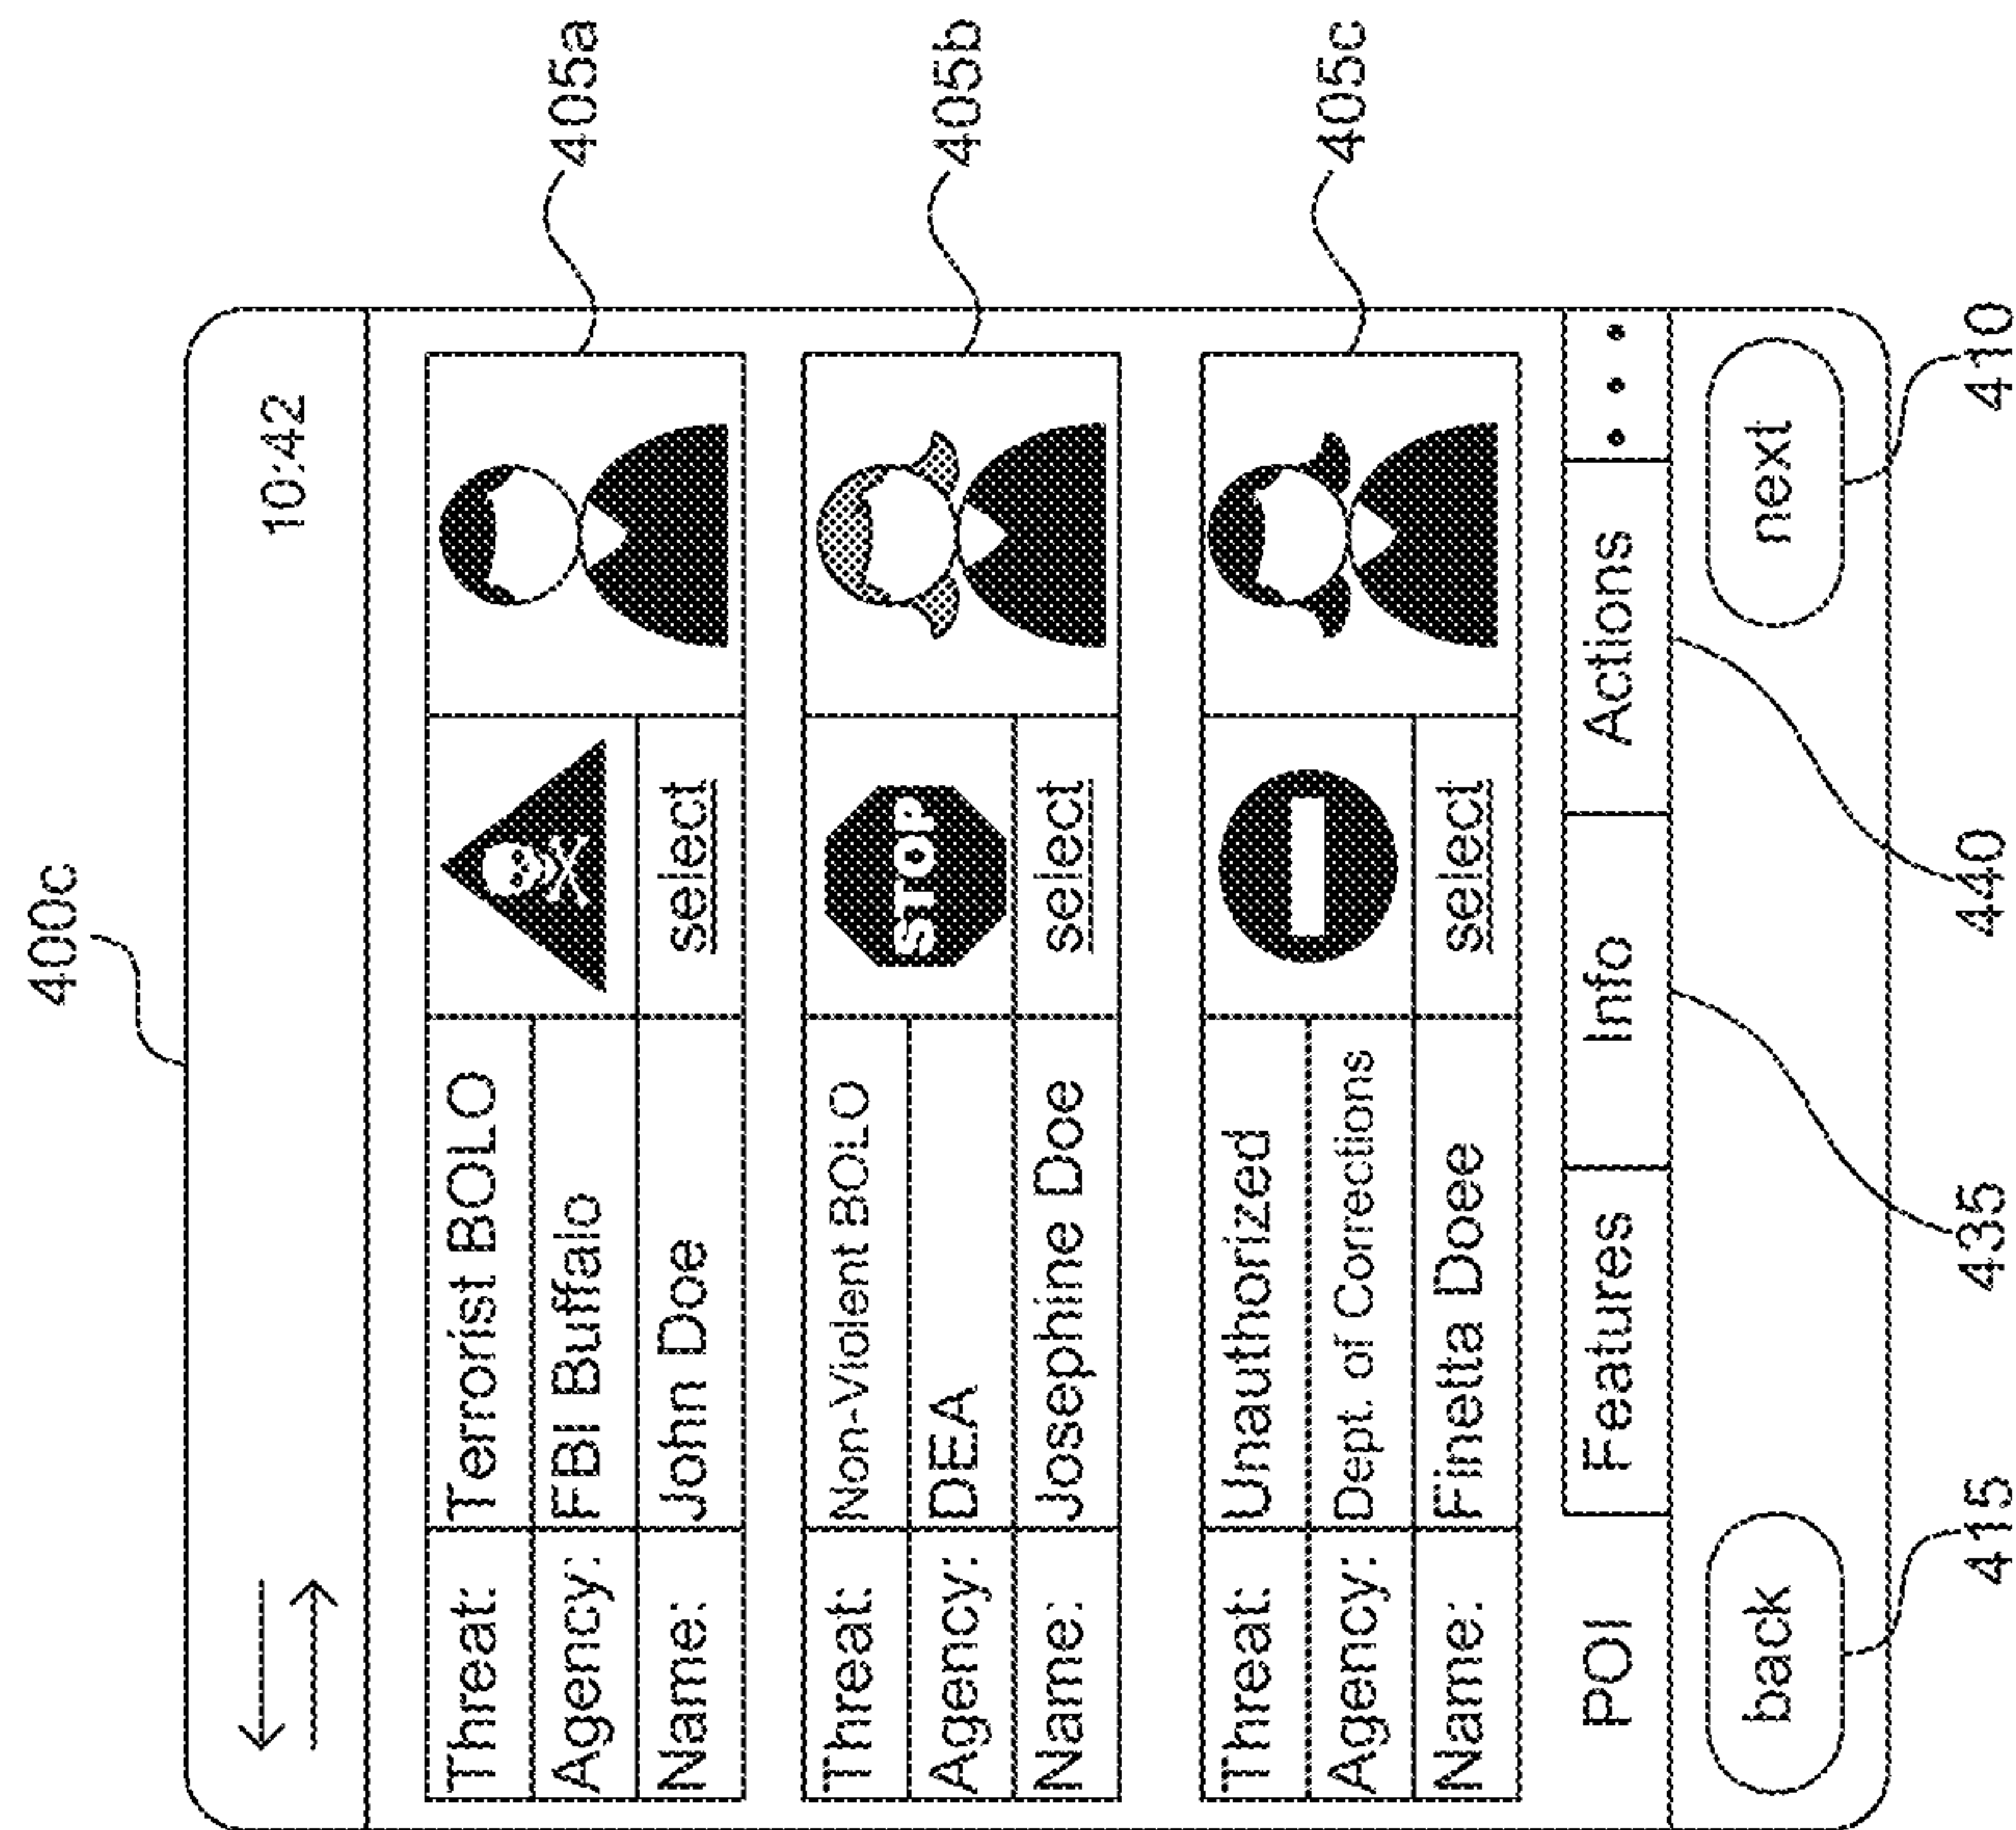 400c
10:42
Threat: Terrorist BOLO
Agency: FBI Buffalo
Name: John Doe select
405a
Threat: Non-Violent BOLO STOP
Agency: DEA
Name: Josephine Doe select
405b
Threat: Unauthorized
Agency: Dept. of Corrections
Name: Finetta Doee select
405c
POI Features Info Actions
back next
415 435 440 410